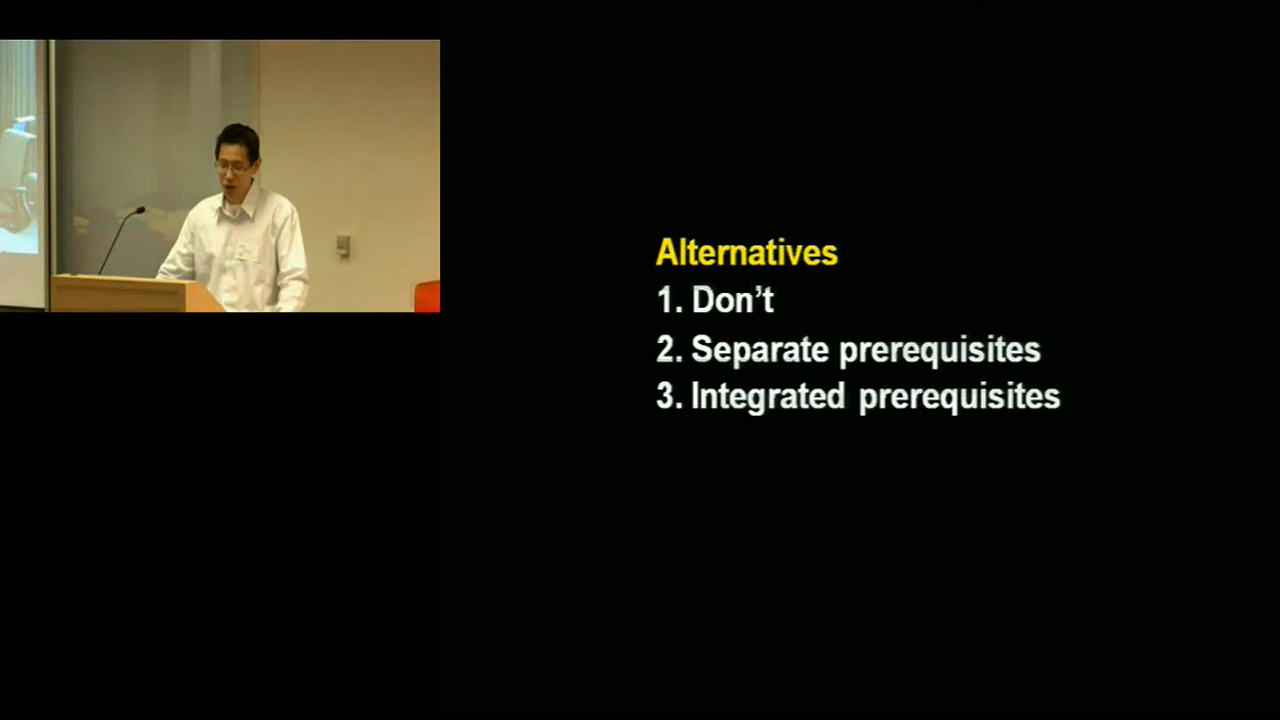 Alternatives
1. Don’t
2. Separate prerequisites
3. Integrated prerequisites